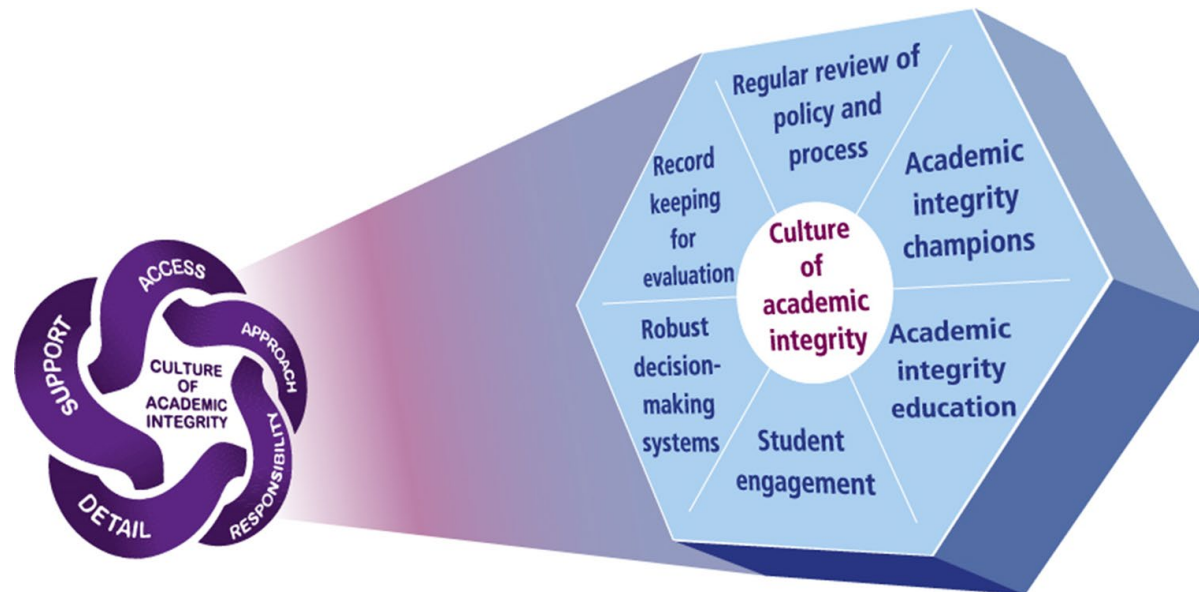 ACCESS
APPROACH
RESPONSIBILITY
DETAIL
SUPPORT
CULTURE
OF
ACADEMIC
INTEGRITY
Regular review of
policy and
process
Academic
integrity
champions
Academic
integrity
education
Student
engagement
Robust
decision-
making
systems
Record
keeping
for
evaluation
Culture
of
academic
integrity